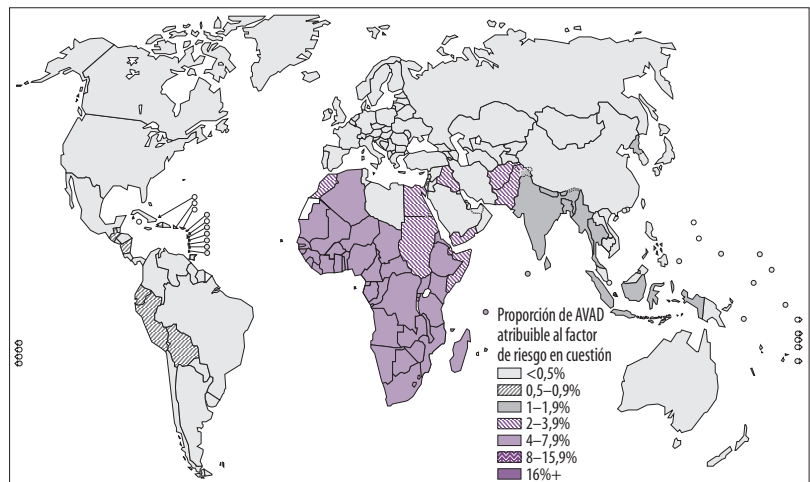 Proporción de AVAD
atribuible al factor
de riesgo en cuestión
<0,5%
0,5–0,9%
1–1,9%
2–3,9%
4–7,9%
8–15,9%
16%+